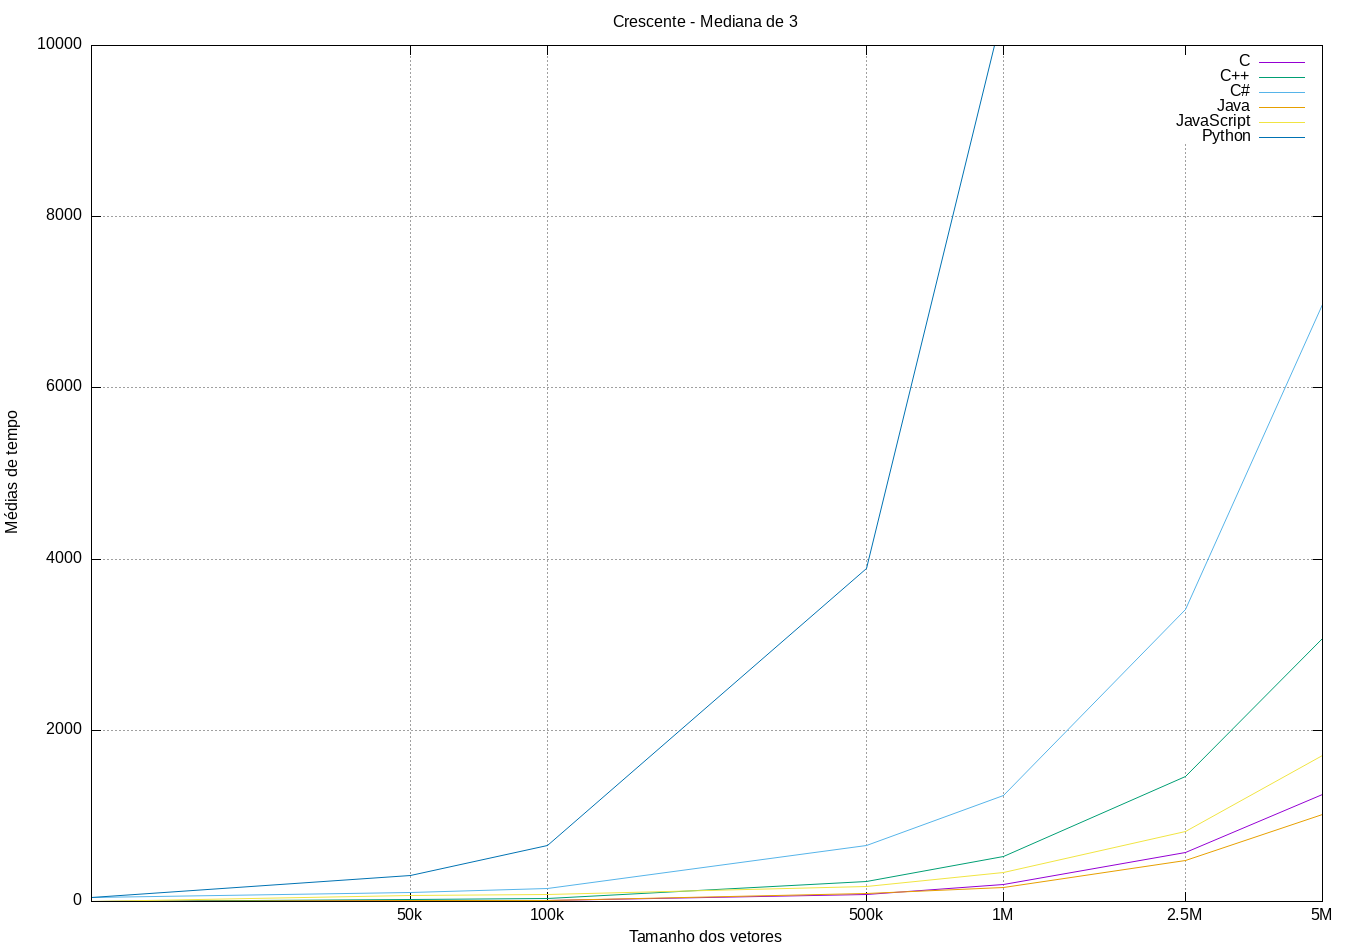 Crescente - Mediana de 3
10000
8000
6000
4000
2000
0
Médias de tempo
C
C++
C#
Java
JavaScript
Python
50k
100k
500k
1M
2.5M
5M
Tamanho dos vetores